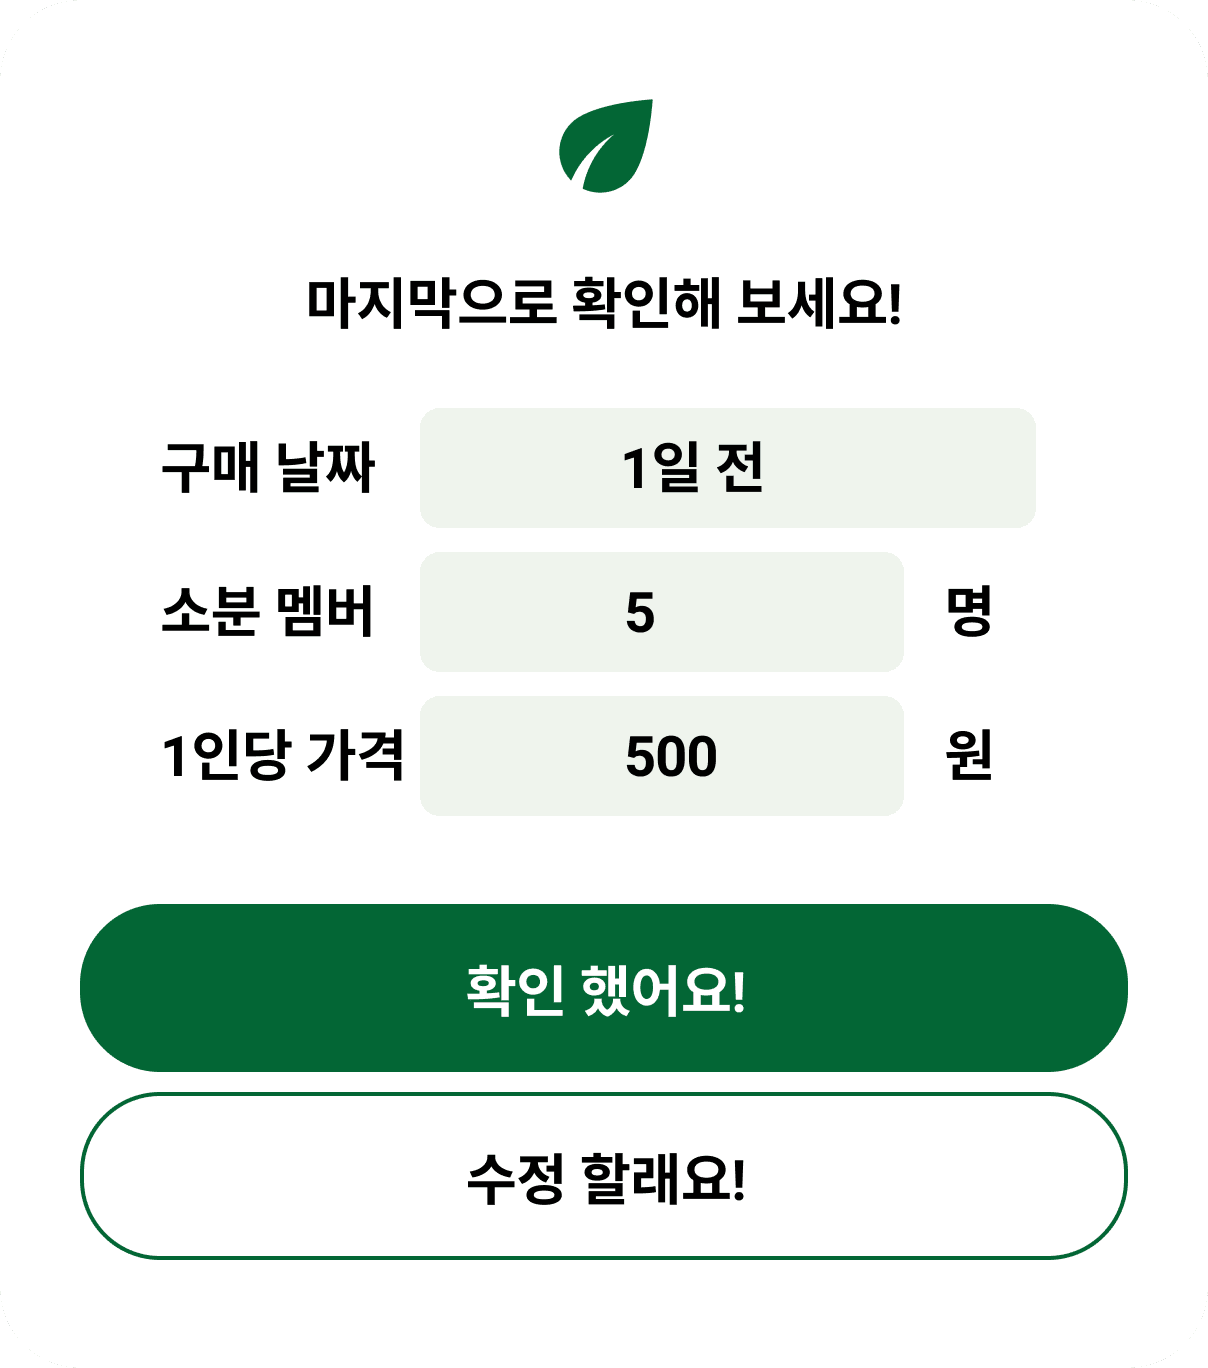 마지막으로 확인해 보세요!
구매 날짜 1일 전
소분 멤버 5 명
1인당 가격 500 원
확인 했어요!
수정 할래요!